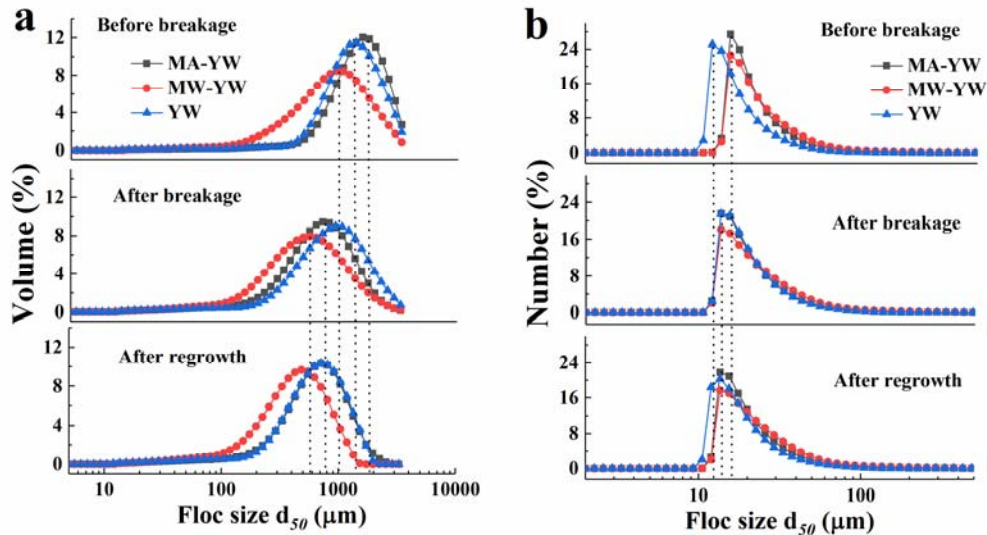 a
Before breakage
MA-YW
MW-YW
YW
12
8
4
0
After breakage
12
8
4
0
After regrowth
12
8
4
0
Volume (%)
10
100
1000
10000
Floc size d50 (μm)
b
Before breakage
MA-YW
MW-YW
YW
24
16
8
0
After breakage
24
16
8
0
After regrowth
24
16
8
0
Number (%)
10
100
Floc size d50 (μm)